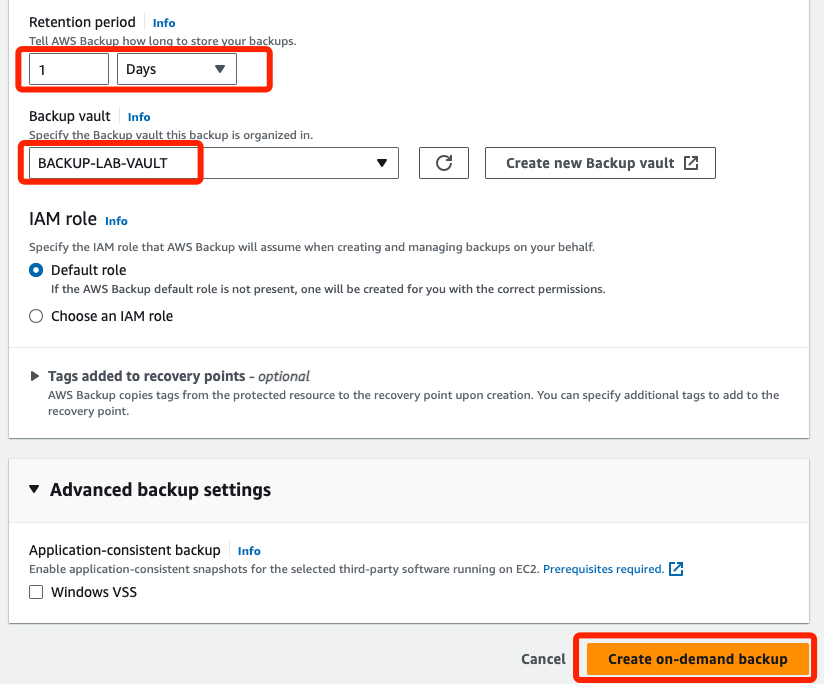 Retention period Info
Tell AWS Backup how long to store your backups.
1 Days
Backup vault Info
Specify the Backup vault this backup is organized in.
BACKUP-LAB-VAULT Create new Backup vault
IAM role Info
Specify the IAM role that AWS Backup will assume when creating and managing backups on your behalf.
Default role
If the AWS Backup default role is not present, one will be created for you with the correct permissions.
Choose an IAM role
Tags added to recovery points - optional
AWS Backup copies tags from the protected resource to the recovery point upon creation. You can specify additional tags to add to the
recovery point.
Advanced backup settings
Application-consistent backup Info
Enable application-consistent snapshots for the selected third-party software running on EC2. Prerequisites required.
Windows VSS
Cancel Create on-demand backup